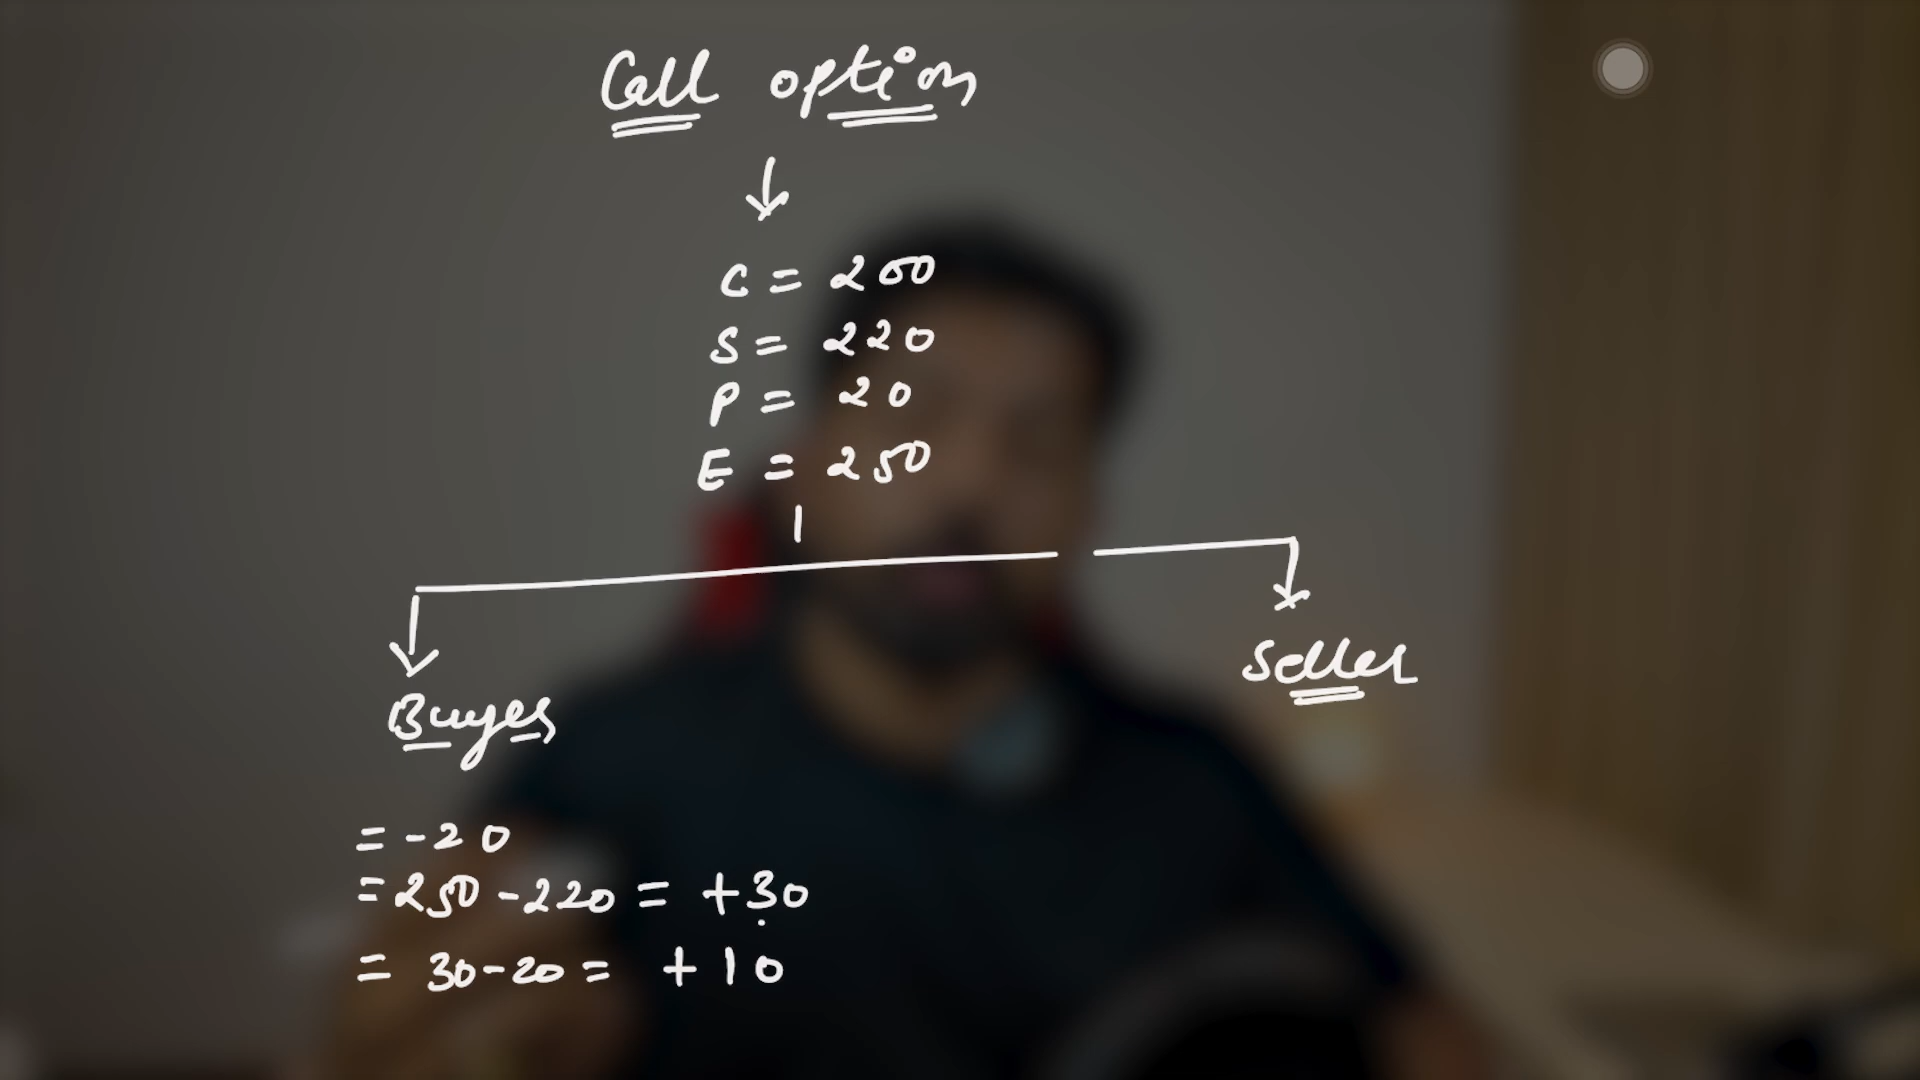 Call option
C = 200
S = 220
P = 20
E = 250
Buyer
Seller
= -20
= 250 - 220 = +30
= 30 - 20 = +10